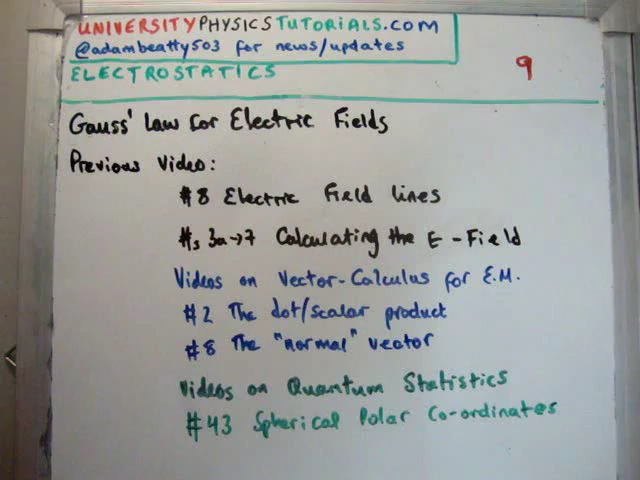 UNIVERSITYPHYSICSTUTORIALS.COM
@adambeatty503 for news/updates
ELECTROSTATICS
9
Gauss' Law for Electric Fields
Previous Video:
#8 Electric Field lines
#s 3a→7 Calculating the E-Field
Videos on Vector-Calculus for E.M.
#2 The dot/scalar product
#8 The "normal" vector
Videos on Quantum Statistics
#43 Spherical Polar Co-ordinates